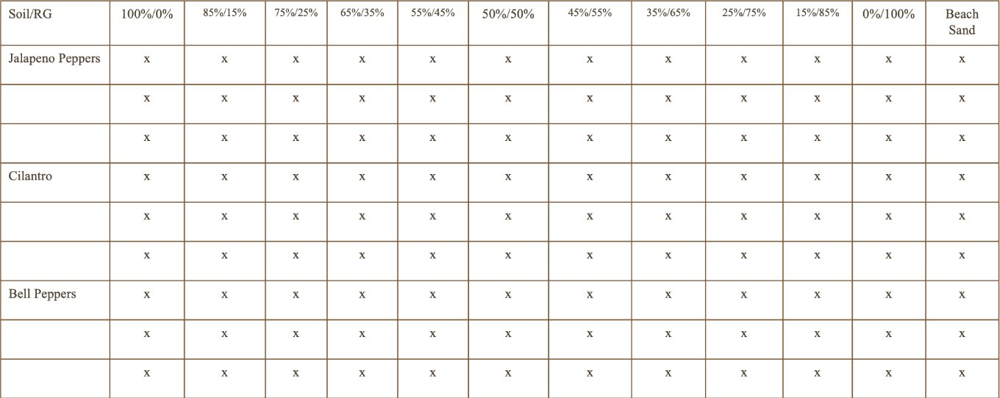 Soil/RG 100%/0% 85%/15% 75%/25% 65%/35% 55%/45% 50%/50% 45%/55% 35%/65% 25%/75% 15%/85% 0%/100% Beach
Sand
Jalapeno Peppers x x x x x x x x x x x x
x x x x x x x x x x x x
x x x x x x x x x x x x
Cilantro x x x x x x x x x x x x
x x x x x x x x x x x x
x x x x x x x x x x x x
Bell Peppers x x x x x x x x x x x x
x x x x x x x x x x x x
x x x x x x x x x x x x